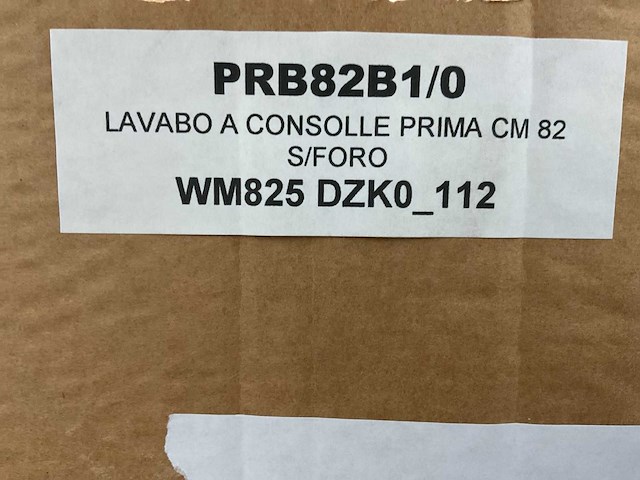 PRB82B1/0
LAVABO A CONSOLLE PRIMA CM 82
S/FORO
WM825 DZK0_112